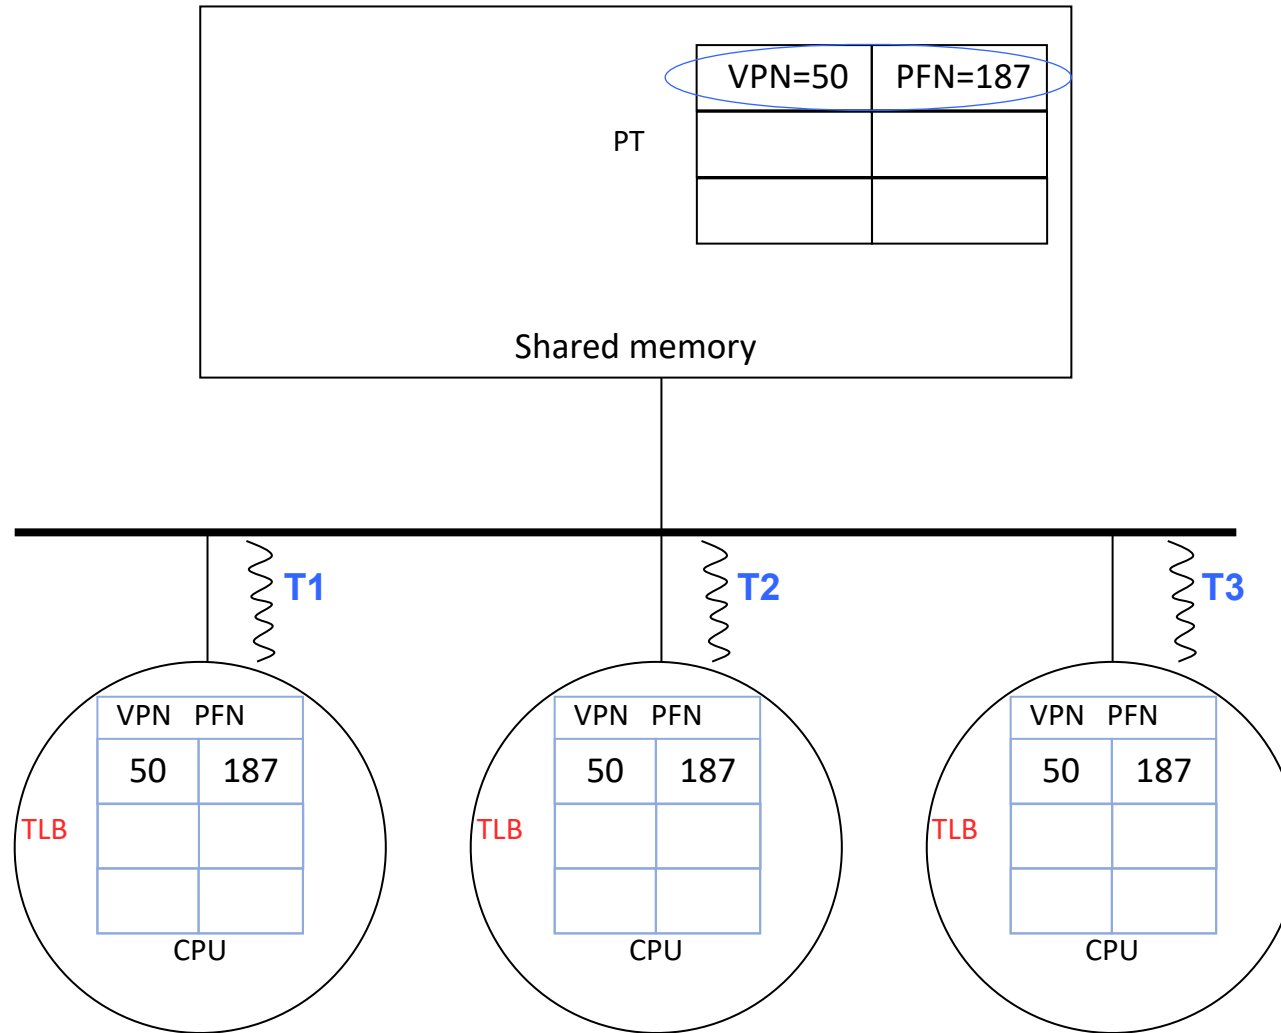 VPN=50 PFN=187
PT
Shared memory
T1 T2 T3
VPN PFN VPN PFN VPN PFN
50 187 50 187 50 187
TLB TLB TLB
CPU CPU CPU